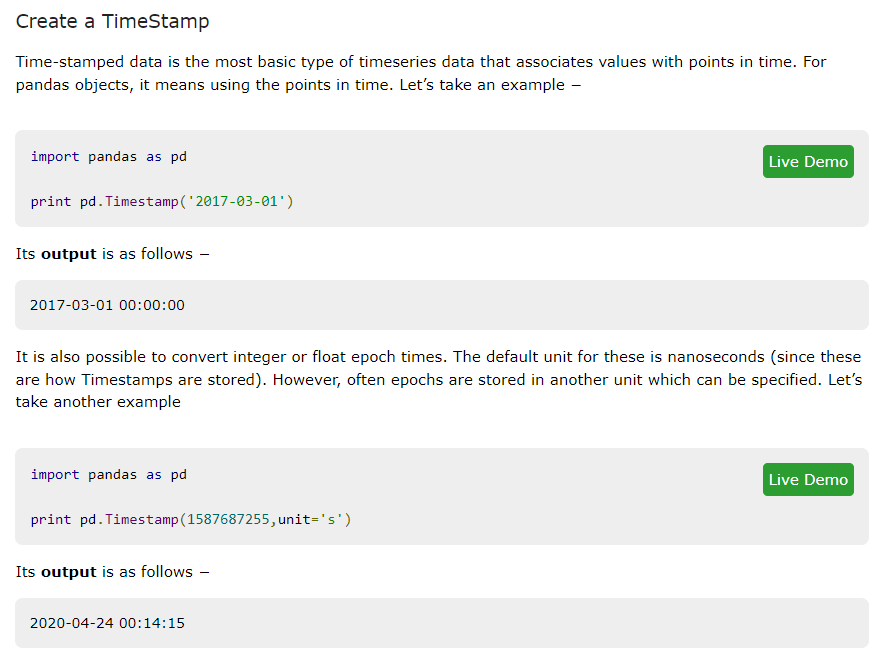 Create a TimeStamp
Time-stamped data is the most basic type of timeseries data that associates values with points in time. For
pandas objects, it means using the points in time. Let’s take an example −
import pandas as pd
Live Demo
print pd.Timestamp('2017-03-01')
Its output is as follows −
2017-03-01 00:00:00
It is also possible to convert integer or float epoch times. The default unit for these is nanoseconds (since these
are how Timestamps are stored). However, often epochs are stored in another unit which can be specified. Let’s
take another example
import pandas as pd
Live Demo
print pd.Timestamp(1587687255,unit='s')
Its output is as follows −
2020-04-24 00:14:15